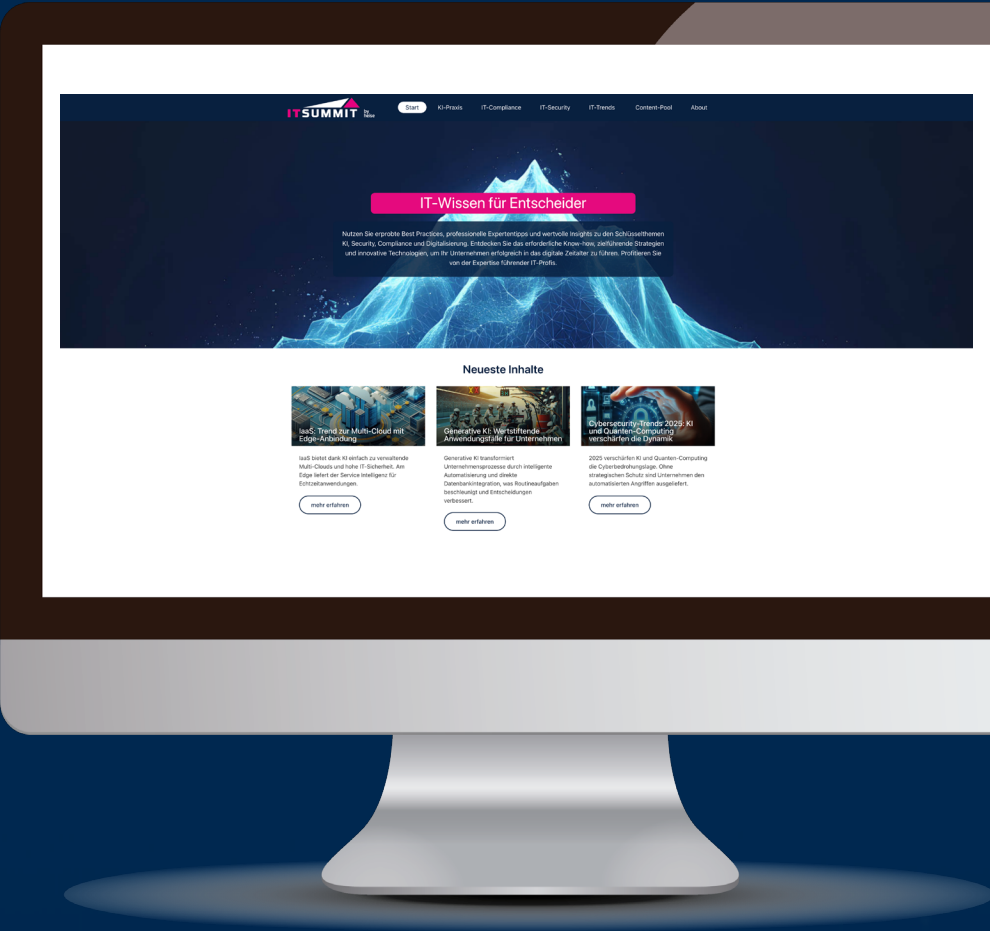 ITSUMMIT by heise
Start KI-Praxis IT-Compliance IT-Security IT-Trends Content-Pool About
IT-Wissen für Entscheider
Nutzen Sie erprobte Best Practices, professionelle Expertentipps und wertvolle Insights zu den Schlüsselthemen
KI, Security, Compliance und Digitalisierung. Entdecken Sie das erforderliche Know-how, zielführende Strategien
und innovative Technologien, um Ihr Unternehmen erfolgreich in das digitale Zeitalter zu führen. Profitieren Sie
von der Expertise führender IT-Profis.
Neueste Inhalte
IaaS: Trend zur Multi-Cloud mit
Edge-Anbindung
IaaS bietet dank KI einfach zu verwaltende
Multi-Clouds und hohe IT-Sicherheit. Am
Edge liefert der Service Intelligenz für
Echtzeitanwendungen.
mehr erfahren
Generative KI: Wertstiftende
Anwendungsfälle für Unternehmen
Generative KI transformiert
Unternehmensprozesse durch intelligente
Automatisierung und direkte
Datenbankintegration, was Routineaufgaben
beschleunigt und Entscheidungen
verbessert.
mehr erfahren
Cybersecurity-Trends 2025: KI
und Quanten-Computing
verschärfen die Dynamik
2025 verschärfen KI und Quanten-Computing
die Cyberbedrohungslage. Ohne
strategischen Schutz sind Unternehmen den
automatisierten Angriffen ausgeliefert.
mehr erfahren